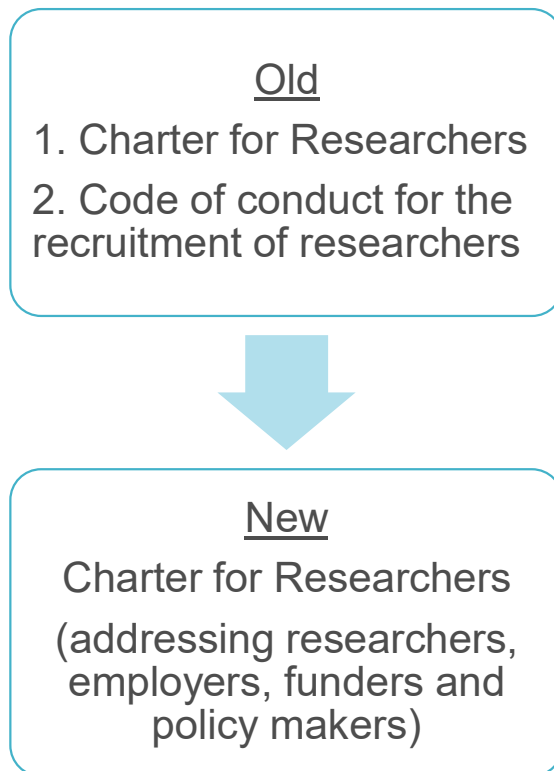 Old
1. Charter for Researchers
2. Code of conduct for the
recruitment of researchers
New
Charter for Researchers
(addressing researchers,
employers, funders and
policy makers)